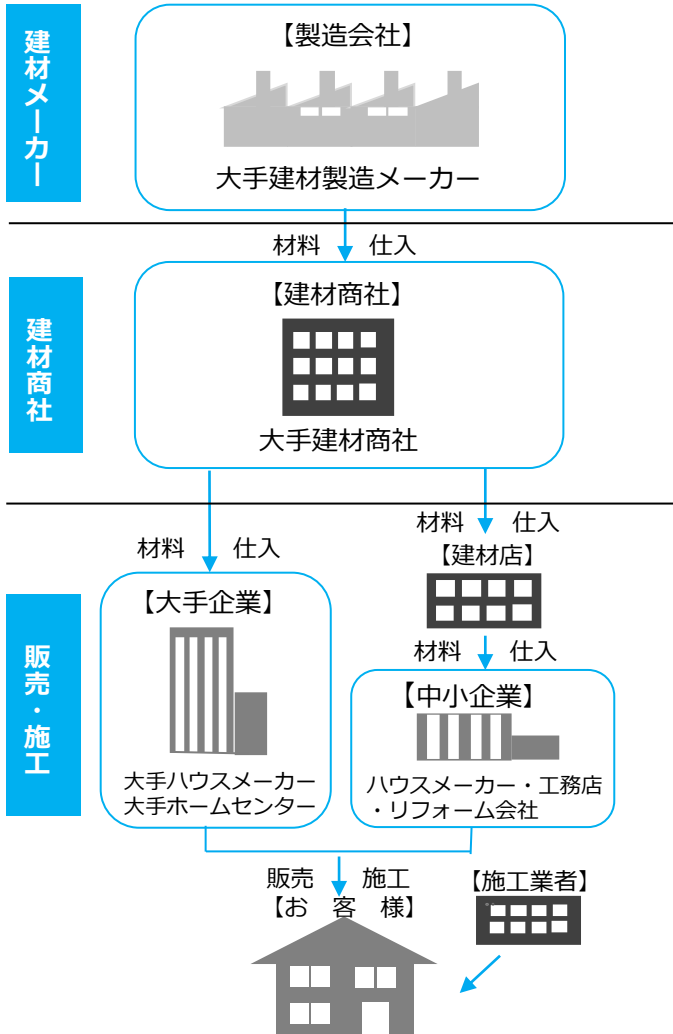 建材メーカー
【製造会社】
大手建材製造メーカー
材料 仕入
建材商社
【建材商社】
大手建材商社
材料 仕入
【建材店】
材料 仕入
販売・施工
【大手企業】
大手ハウスメーカー
大手ホームセンター
材料 仕入
【中小企業】
ハウスメーカー・工務店
・リフォーム会社
販売 施工
【お 客 様】
【施工業者】